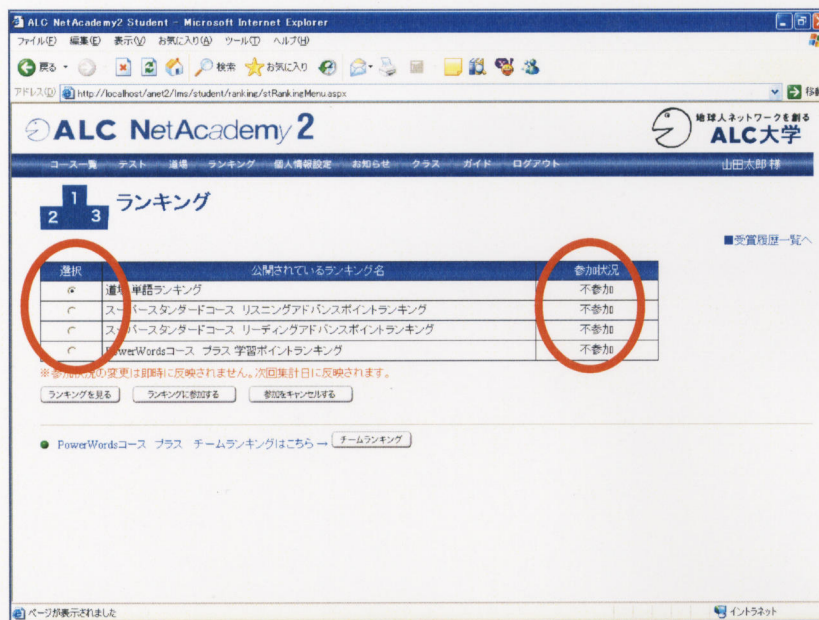 ALC NetAcademy2 Student - Microsoft Internet Explorer
ファイル(F) 編集(E) 表示(V) お気に入り(A) ツール(T) ヘルプ(H)
戻る 検索 お気に入り
アドレス(D) http://localhost/anet2/lms/student/ranking/stRankingMenu.aspx 移動
ALC NetAcademy 2
地球人ネットワークを創る
ALC大学
コース一覧 テスト 道場 ランキング 個人情報設定 お知らせ クラス ガイド ログアウト 山田太郎 様
1 2 3 ランキング
■受賞履歴一覧へ
選択 公開されているランキング名 参加状況
道場 単語ランキング 不参加
スーパースタンダードコース リスニングアドバンスポイントランキング 不参加
スーパースタンダードコース リーディングアドバンスポイントランキング 不参加
PowerWordsコース プラス 学習ポイントランキング 不参加
※参加状況の変更は即時に反映されません。次回集計日に反映されます。
ランキングを見る ランキングに参加する 参加をキャンセルする
● PowerWordsコース プラス チームランキングはこちら→ チームランキング
ページが表示されました イントラネット